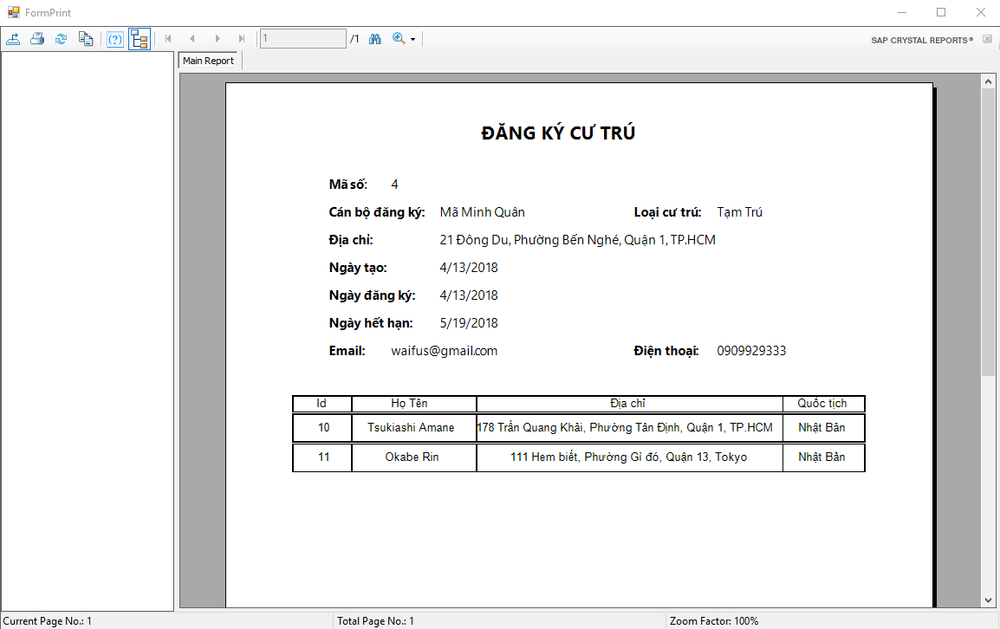 FormPrint
1 /1
SAP CRYSTAL REPORTS®
Main Report
ĐĂNG KÝ CƯ TRÚ
Mã số: 4
Cán bộ đăng ký: Mã Minh Quân Loại cư trú: Tạm Trú
Địa chỉ: 21 Đông Du, Phường Bến Nghé, Quận 1, TP.HCM
Ngày tạo: 4/13/2018
Ngày đăng ký: 4/13/2018
Ngày hết hạn: 5/19/2018
Email: waifus@gmail.com Điện thoại: 0909929333
Id Họ Tên Địa chỉ Quốc tịch
10 Tsukiashi Amane 178 Trần Quang Khải, Phường Tân Định, Quận 1, TP.HCM Nhật Bản
11 Okabe Rin 111 Hem biết, Phường Gì đó, Quận 13, Tokyo Nhật Bản
Current Page No.: 1 Total Page No.: 1 Zoom Factor: 100%